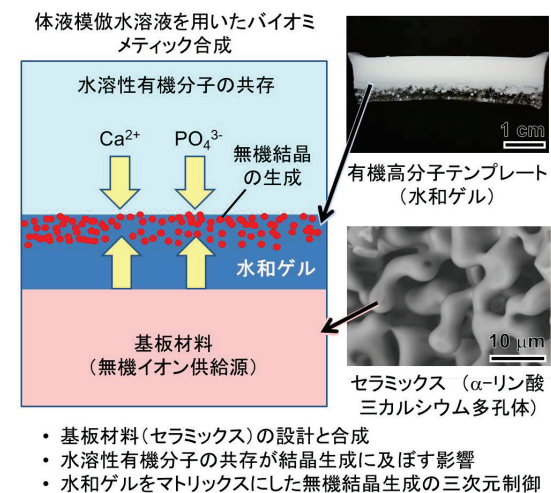 体液模倣水溶液を用いたバイオミ
メティック合成
水溶性有機分子の共存
Ca²⁺
PO₄³⁻
無機結晶
の生成
水和ゲル
基板材料
(無機イオン供給源)
1 cm
有機高分子テンプレート
(水和ゲル)
10 μm
セラミックス (α-リン酸
三カルシウム多孔体)
・ 基板材料(セラミックス)の設計と合成
・ 水溶性有機分子の共存が結晶生成に及ぼす影響
・ 水和ゲルをマトリックスにした無機結晶生成の三次元制御